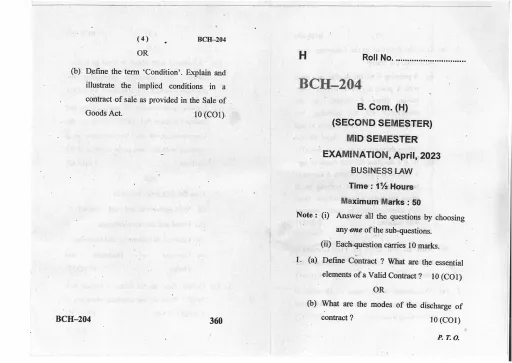 ( 4 )
BCH–204
OR
(b) Define the term 'Condition'. Explain and
illustrate the implied conditions in a
contract of sale as provided in the Sale of
Goods Act. 10 (CO1)
BCH–204
360
H
Roll No. ..............................
BCH–204
B. Com. (H)
(SECOND SEMESTER)
MID SEMESTER
EXAMINATION, April, 2023
BUSINESS LAW
Time : 1½ Hours
Maximum Marks : 50
Note : (i) Answer all the questions by choosing
any one of the sub-questions.
(ii) Each question carries 10 marks.
1. (a) Define Contract ? What are the essential
elements of a Valid Contract ? 10 (CO1)
OR
(b) What are the modes of the discharge of
contract ? 10 (CO1)
P. T. O.